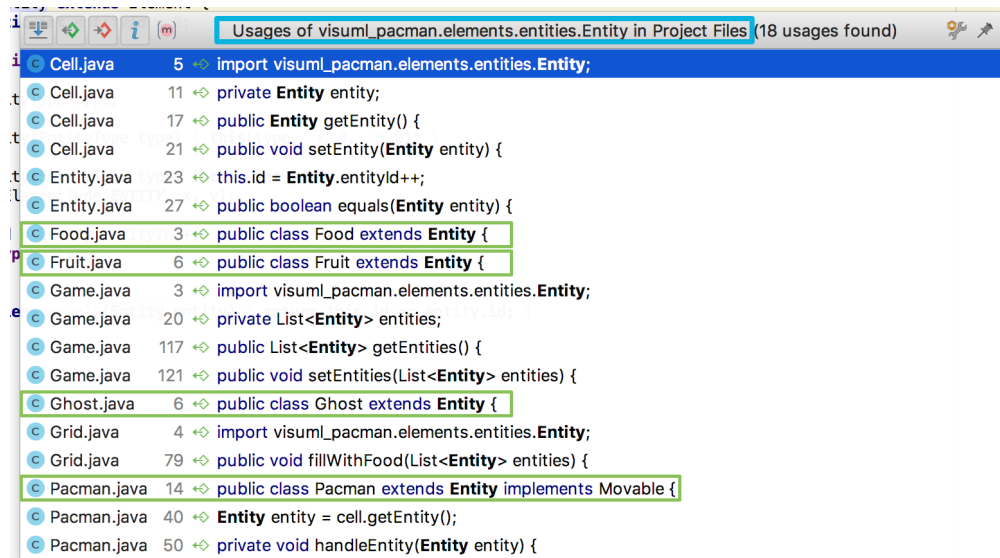 Usages of visuml_pacman.elements.entities.Entity in Project Files (18 usages found)
Cell.java 5 import visuml_pacman.elements.entities.Entity;
Cell.java 11 private Entity entity;
Cell.java 17 public Entity getEntity() {
Cell.java 21 public void setEntity(Entity entity) {
Entity.java 23 this.id = Entity.entityId++;
Entity.java 27 public boolean equals(Entity entity) {
Food.java 3 public class Food extends Entity {
Fruit.java 6 public class Fruit extends Entity {
Game.java 3 import visuml_pacman.elements.entities.Entity;
Game.java 20 private List<Entity> entities;
Game.java 117 public List<Entity> getEntities() {
Game.java 121 public void setEntities(List<Entity> entities) {
Ghost.java 6 public class Ghost extends Entity {
Grid.java 4 import visuml_pacman.elements.entities.Entity;
Grid.java 79 public void fillWithFood(List<Entity> entities) {
Pacman.java 14 public class Pacman extends Entity implements Movable {
Pacman.java 40 Entity entity = cell.getEntity();
Pacman.java 50 private void handleEntity(Entity entity) {